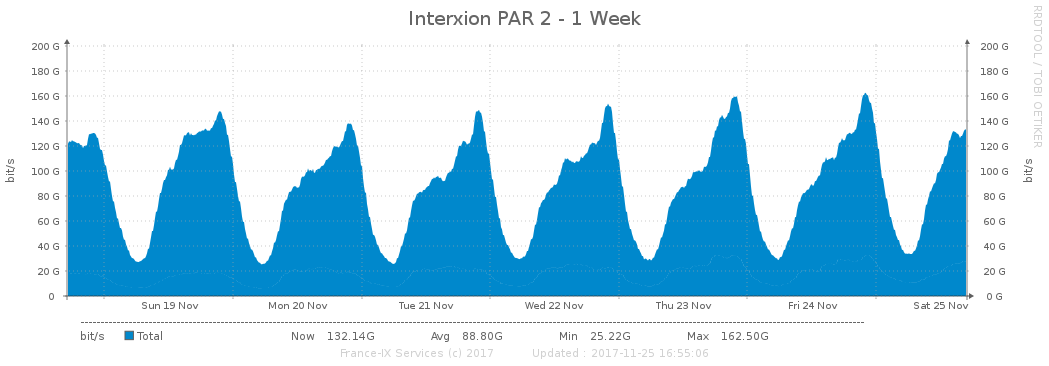 Interxion PAR 2 - 1 Week
RRDTOOL / TOBI OETIKER
bit/s
200 G
180 G
160 G
140 G
120 G
100 G
80 G
60 G
40 G
20 G
0
200 G
180 G
160 G
140 G
120 G
100 G
80 G
60 G
40 G
20 G
0 G
bit/s
Sun 19 Nov Mon 20 Nov Tue 21 Nov Wed 22 Nov Thu 23 Nov Fri 24 Nov Sat 25 Nov
bit/s Total Now 132.14G Avg 88.80G Min 25.22G Max 162.50G
France-IX Services (c) 2017 Updated : 2017-11-25 16:55:06